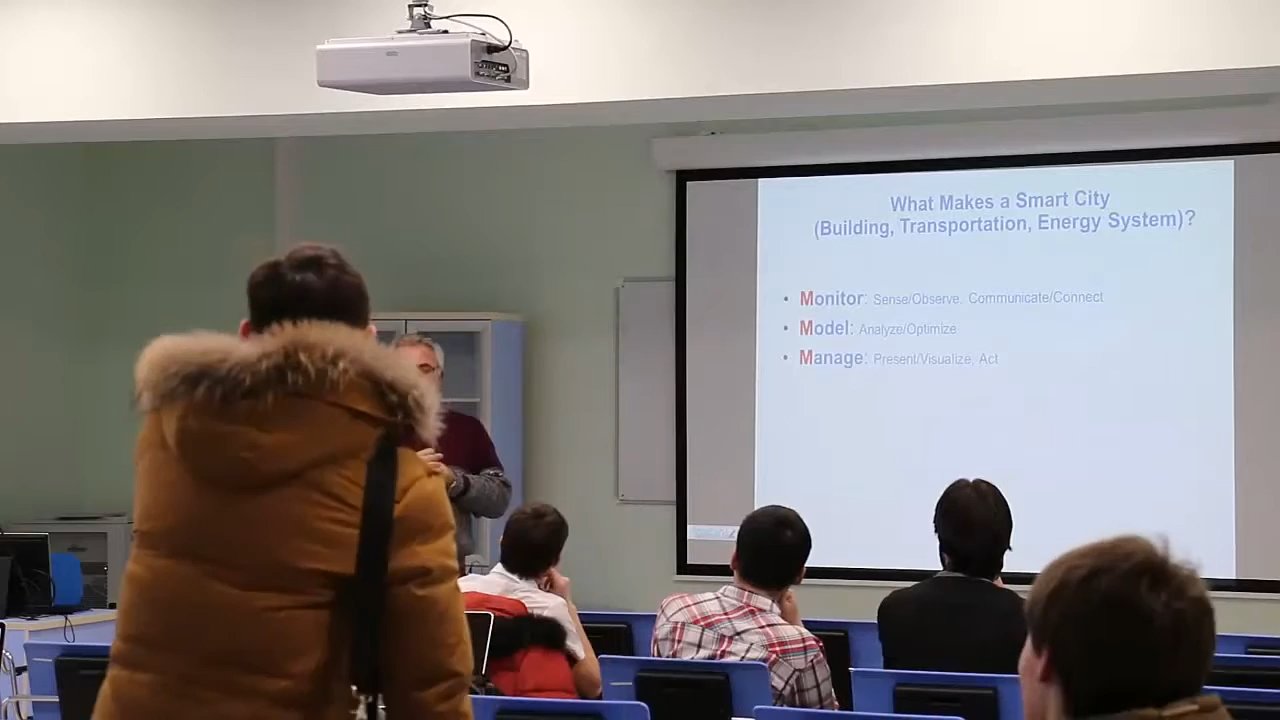 What Makes a Smart City
(Building, Transportation, Energy System)?
• Monitor: Sense/Observe, Communicate/Connect
• Model: Analyze/Optimize
• Manage: Present/Visualize, Act